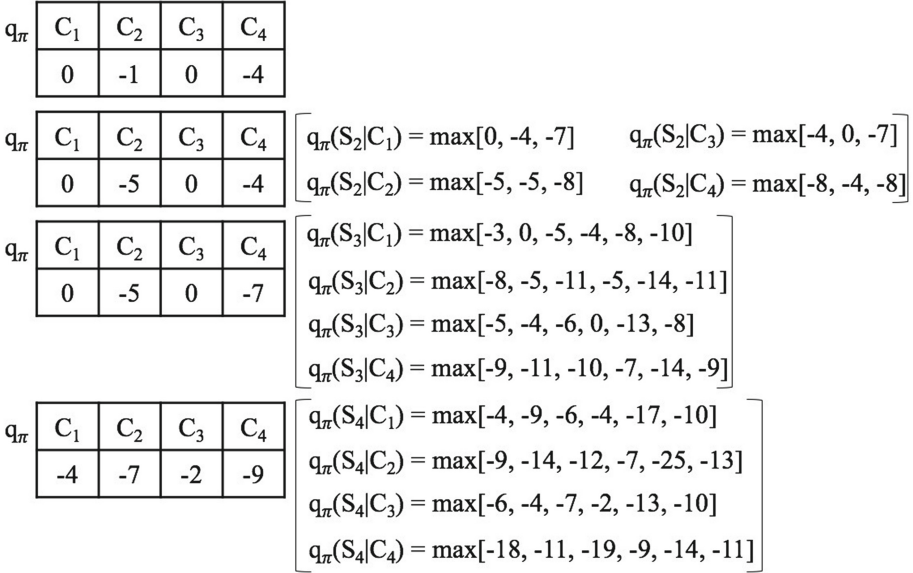 qπ C₁ C₂ C₃ C₄
0 -1 0 -4
qπ C₁ C₂ C₃ C₄
0 -5 0 -4
qπ(S₂|C₁) = max[0, -4, -7] qπ(S₂|C₃) = max[-4, 0, -7]
qπ(S₂|C₂) = max[-5, -5, -8] qπ(S₂|C₄) = max[-8, -4, -8]
qπ C₁ C₂ C₃ C₄
0 -5 0 -7
qπ(S₃|C₁) = max[-3, 0, -5, -4, -8, -10]
qπ(S₃|C₂) = max[-8, -5, -11, -5, -14, -11]
qπ(S₃|C₃) = max[-5, -4, -6, 0, -13, -8]
qπ(S₃|C₄) = max[-9, -11, -10, -7, -14, -9]
qπ C₁ C₂ C₃ C₄
-4 -7 -2 -9
qπ(S₄|C₁) = max[-4, -9, -6, -4, -17, -10]
qπ(S₄|C₂) = max[-9, -14, -12, -7, -25, -13]
qπ(S₄|C₃) = max[-6, -4, -7, -2, -13, -10]
qπ(S₄|C₄) = max[-18, -11, -19, -9, -14, -11]